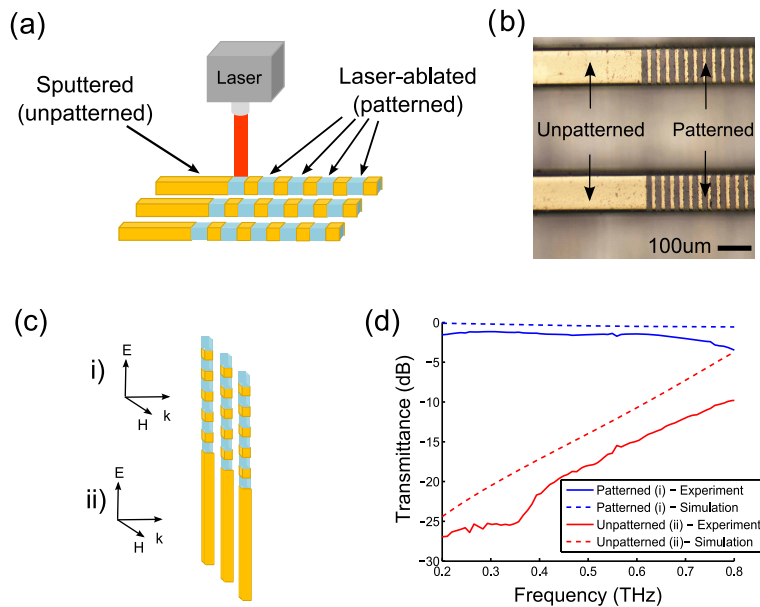 (a)
Sputtered
(unpatterned)
Laser
Laser-ablated
(patterned)
(b)
Unpatterned
Patterned
100um
(c)
i)
E
H
k
ii)
E
H
k
(d)
Transmittance (dB)
0
−5
−10
−15
−20
−25
−30
0.2
0.3
0.4
0.5
0.6
0.7
0.8
Frequency (THz)
Patterned (i) − Experiment
Patterned (i) − Simulation
Unpatterned (ii) − Experiment
Unpatterned (ii)− Simulation